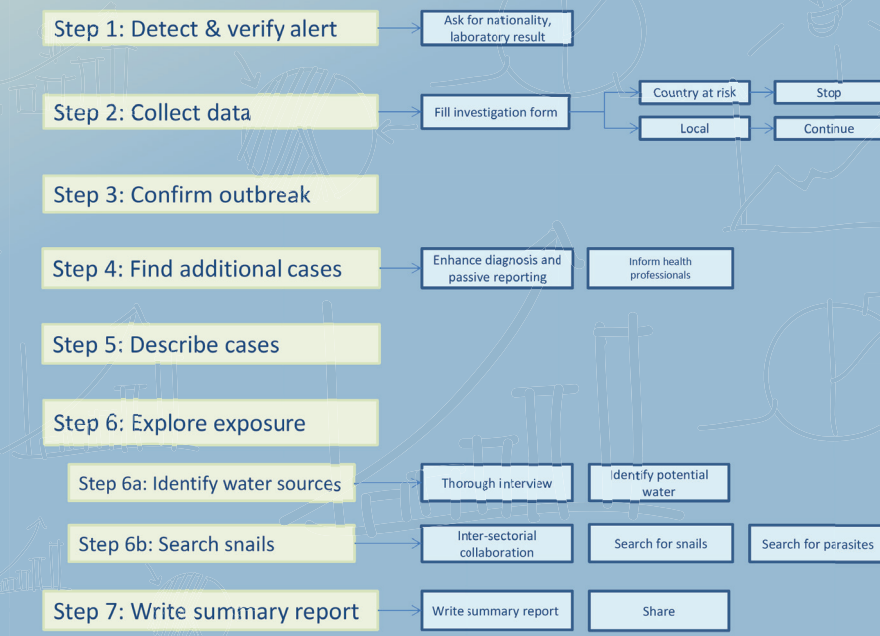 Step 1: Detect & verify alert
Ask for nationality,
laboratory result
Step 2: Collect data
Fill investigation form
Country at risk
Stop
Local
Continue
Step 3: Confirm outbreak
Step 4: Find additional cases
Enhance diagnosis and
passive reporting
Inform health
professionals
Step 5: Describe cases
Step 6: Explore exposure
Step 6a: Identify water sources
Thorough interview
Identify potential
water
Step 6b: Search snails
Inter-sectorial
collaboration
Search for snails
Search for parasites
Step 7: Write summary report
Write summary report
Share